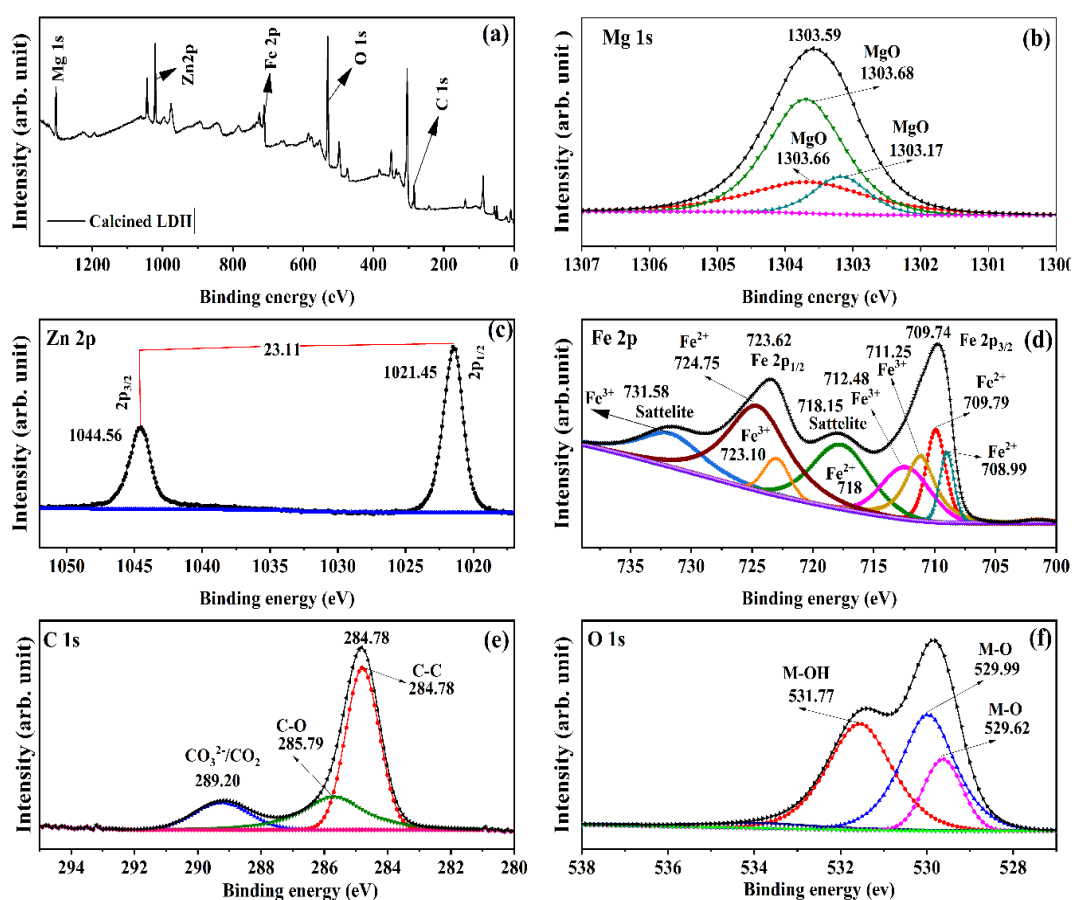 (a)
Mg 1s
Zn2p
Fe 2p
O 1s
C 1s
Calcined LDH
Intensity (arb. unit)
1200 1000 800 600 400 200 0
Binding energy (eV)
(b)
Mg 1s
1303.59
MgO
1303.68
MgO
1303.66
MgO
1303.17
Intensity (arb. unit)
1307 1306 1305 1304 1303 1302 1301 1300
Binding energy (eV)
Zn 2p
(c)
23.11
2p3/2
1044.56
1021.45
2p1/2
Intensity (arb. unit)
1050 1045 1040 1035 1030 1025 1020
Binding energy (eV)
Fe 2p
(d)
Fe3+
731.58
Sattelite
Fe2+
724.75
723.62
Fe 2p1/2
Fe3+
723.10
718.15
Sattelite
Fe2+
718
712.48
Fe3+
711.25
Fe3+
709.74
Fe 2p3/2
Fe2+
709.79
Fe2+
708.99
Intensity (arb.unit)
735 730 725 720 715 710 705 700
Binding energy (eV)
C 1s
(e)
284.78
C-C
284.78
C-O
285.79
CO32-/CO2
289.20
Intensity (arb. unit)
294 292 290 288 286 284 282 280
Binding energy (eV)
O 1s
(f)
M-OH
531.77
M-O
529.99
M-O
529.62
Intensity (arb. unit)
538 536 534 532 530 528
Binding energy (ev)